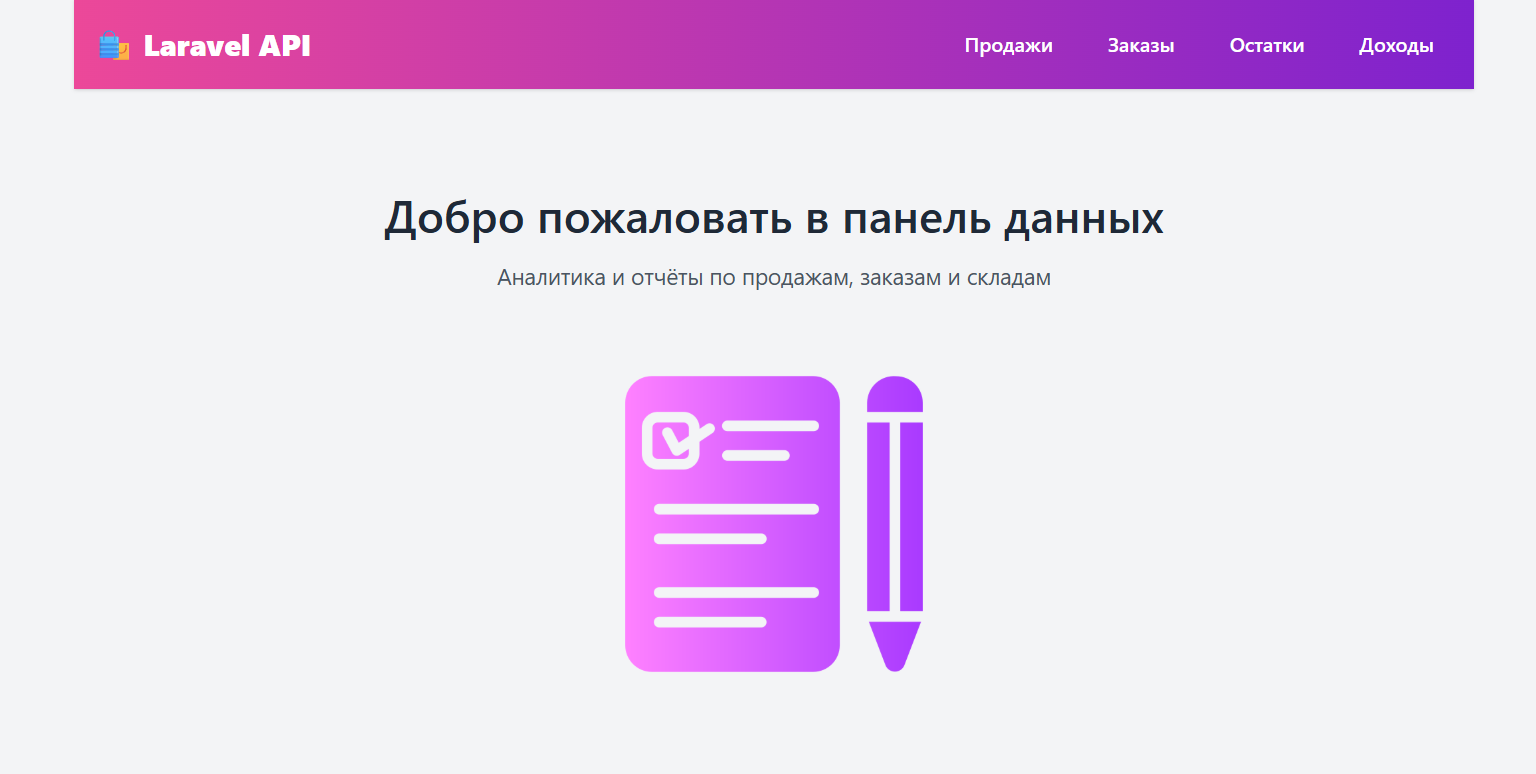 Laravel API
Продажи Заказы Остатки Доходы
Добро пожаловать в панель данных
Аналитика и отчёты по продажам, заказам и складам